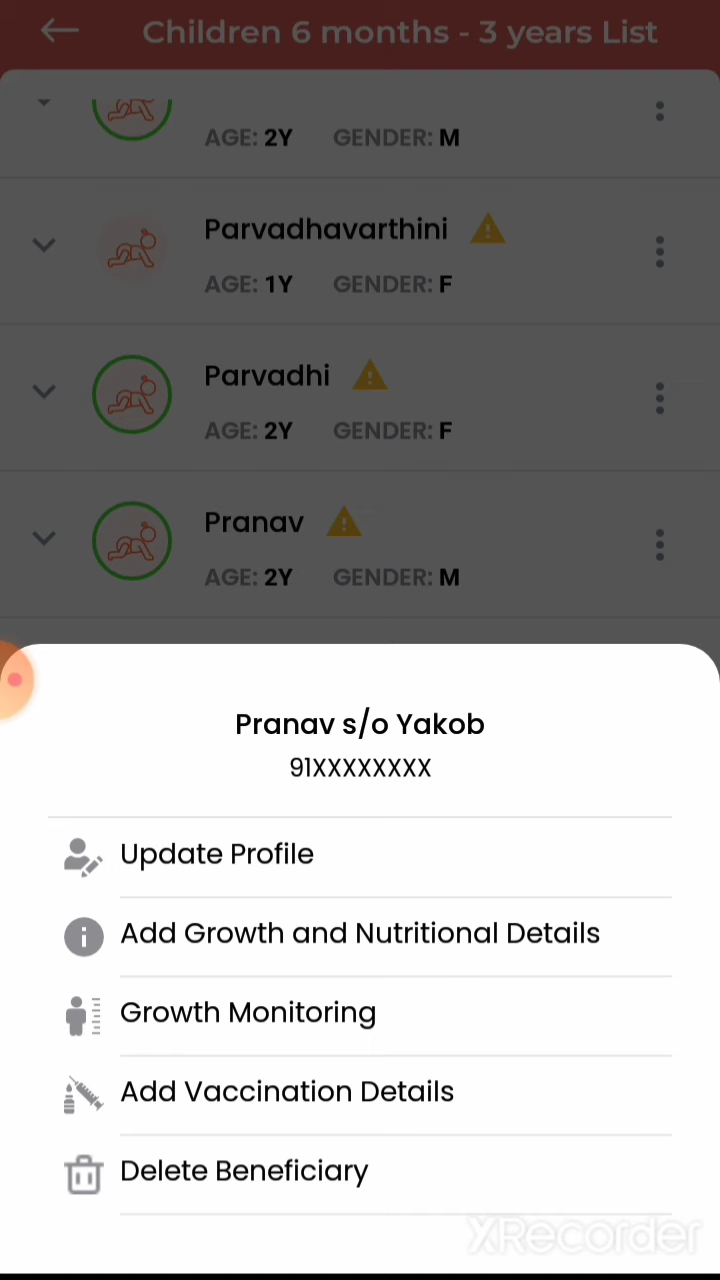 Children 6 months - 3 years List
AGE: 2Y GENDER: M
Parvadhavarthini
AGE: 1Y GENDER: F
Parvadhi
AGE: 2Y GENDER: F
Pranav
AGE: 2Y GENDER: M
Pranav s/o Yakob
91XXXXXXXX
Update Profile
Add Growth and Nutritional Details
Growth Monitoring
Add Vaccination Details
Delete Beneficiary
XRecorder